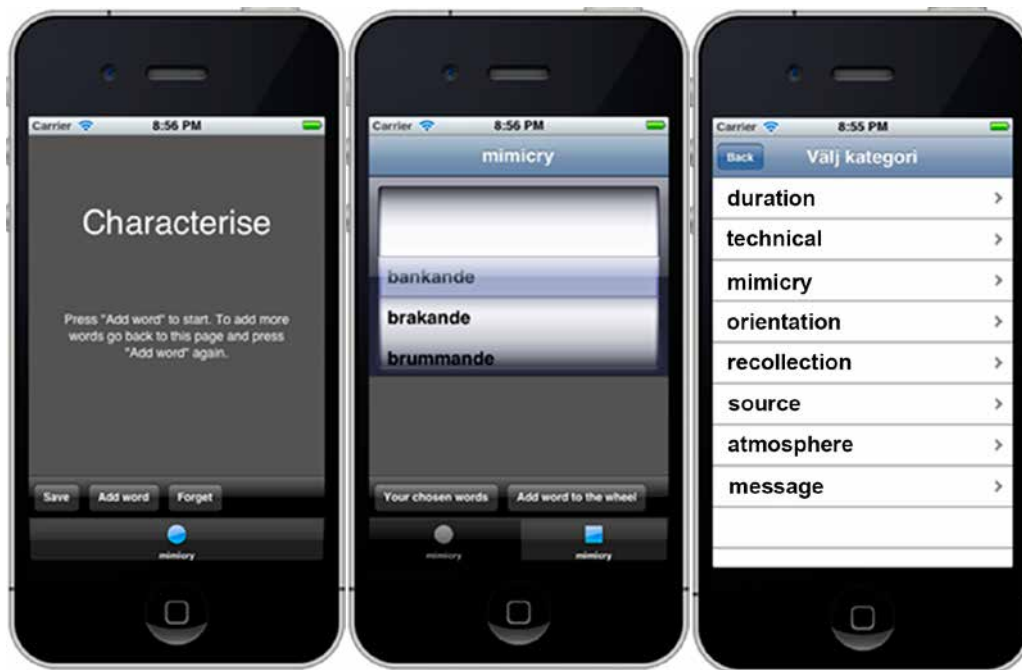 Carrier 8:56 PM
Characterise
Press "Add word" to start. To add more
words go back to this page and press
"Add word" again.
Save Add word Forget
mimicry
Carrier 8:56 PM
mimicry
bankande
brakande
brummande
Your chosen words Add word to the wheel
mimicry mimicry
Carrier 8:55 PM
Back Välj kategori
duration
technical
mimicry
orientation
recollection
source
atmosphere
message